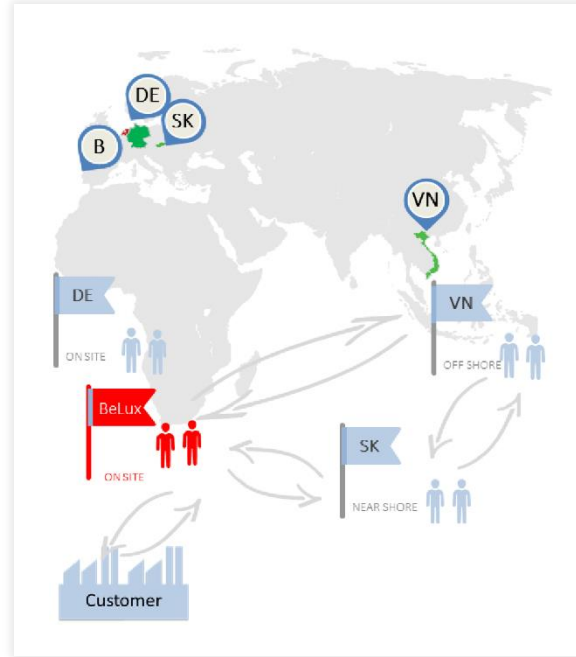 DE
SK
B
VN
DE
ON SITE
VN
OFF SHORE
BeLux
ON SITE
SK
NEAR SHORE
Customer